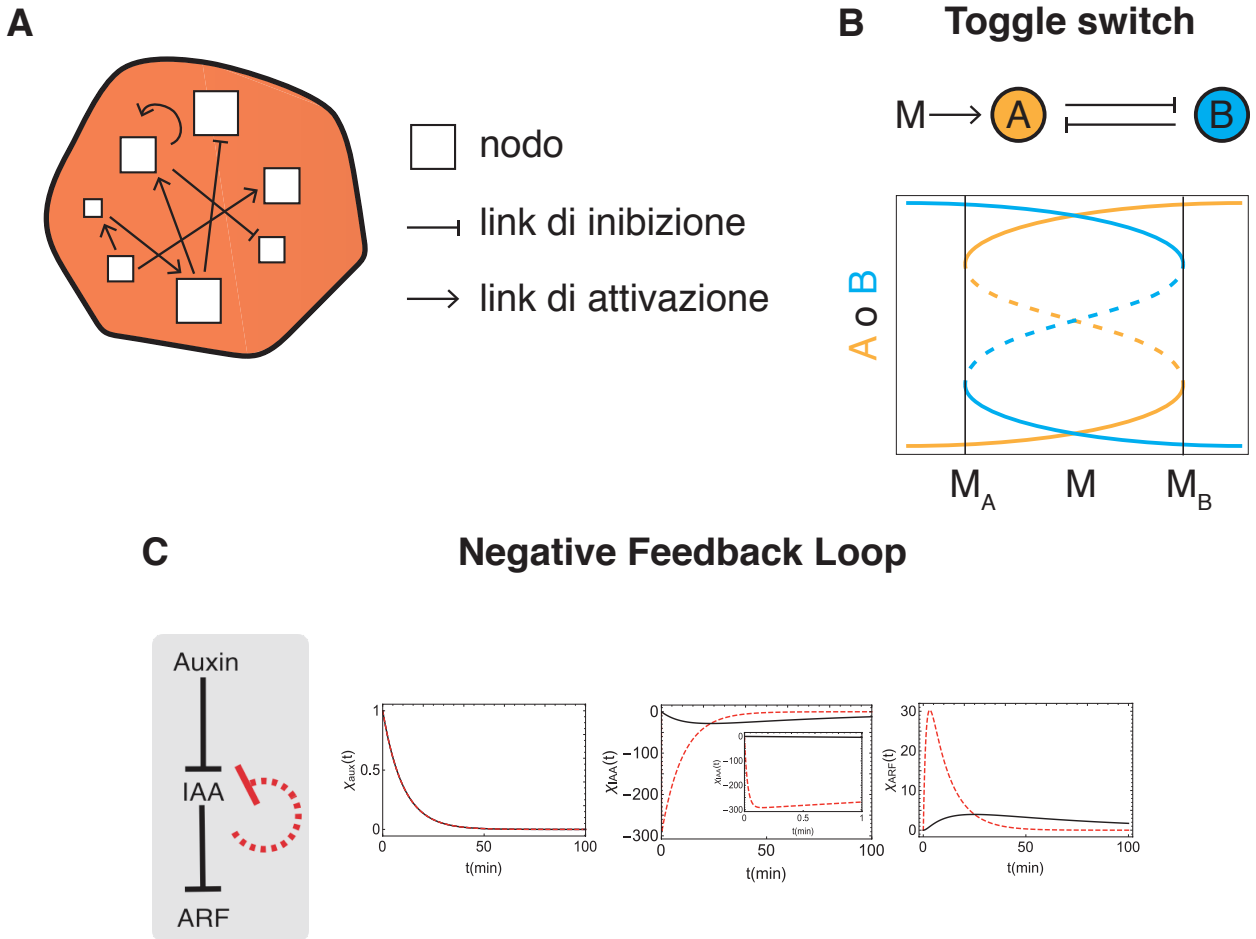 A
nodo
link di inibizione
link di attivazione
B
Toggle switch
M
A
B
A o B
M_A
M
M_B
C
Negative Feedback Loop
Auxin
IAA
ARF
χaux(t)
1
0.5
0
0
50
100
t(min)
χIAA(t)
0
−100
−200
−300
0
50
100
t(min)
χIAA(t)
0
−100
−200
−300
0
0.5
1
t(min)
χARF(t)
30
20
10
0
0
50
100
t(min)